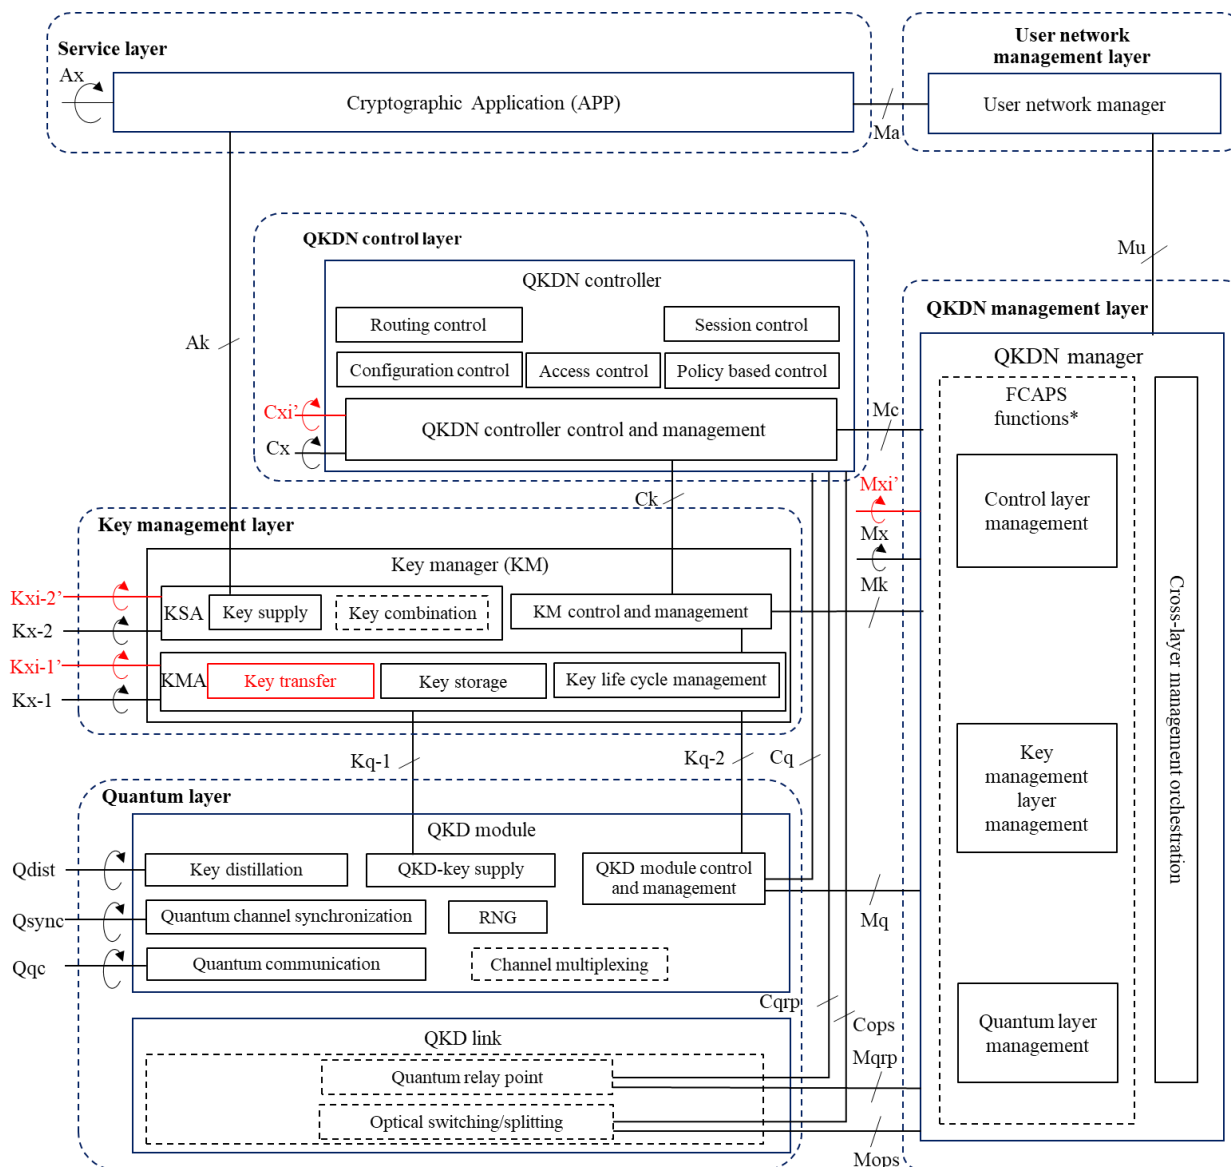 User network
management layer
Service layer
Ax
Cryptographic Application (APP)
User network manager
Ma
QKDN control layer
Mu
QKDN controller
QKDN management layer
Routing control
Session control
Ak
QKDN manager
Configuration control
Access control
Policy based control
FCAPS
functions*
Cxi’
Mc
QKDN controller control and management
Cx
Ck
Mxi’
Control layer
management
Key management layer
Mx
Key manager (KM)
Mk
Kxi-2’
KSA
Key supply
Key combination
KM control and management
Kx-2
Kxi-1’
KMA
Key transfer
Key storage
Key life cycle management
Kx-1
Cross-layer management orchestration
Kq-1
Kq-2
Cq
Key
management
layer
management
Quantum layer
QKD module
Qdist
Key distillation
QKD-key supply
QKD module control
and management
Qsync
Quantum channel synchronization
RNG
Mq
Qqc
Quantum communication
Channel multiplexing
Cqrp
Cops
Quantum layer
management
QKD link
Mqrp
Quantum relay point
Optical switching/splitting
Mops